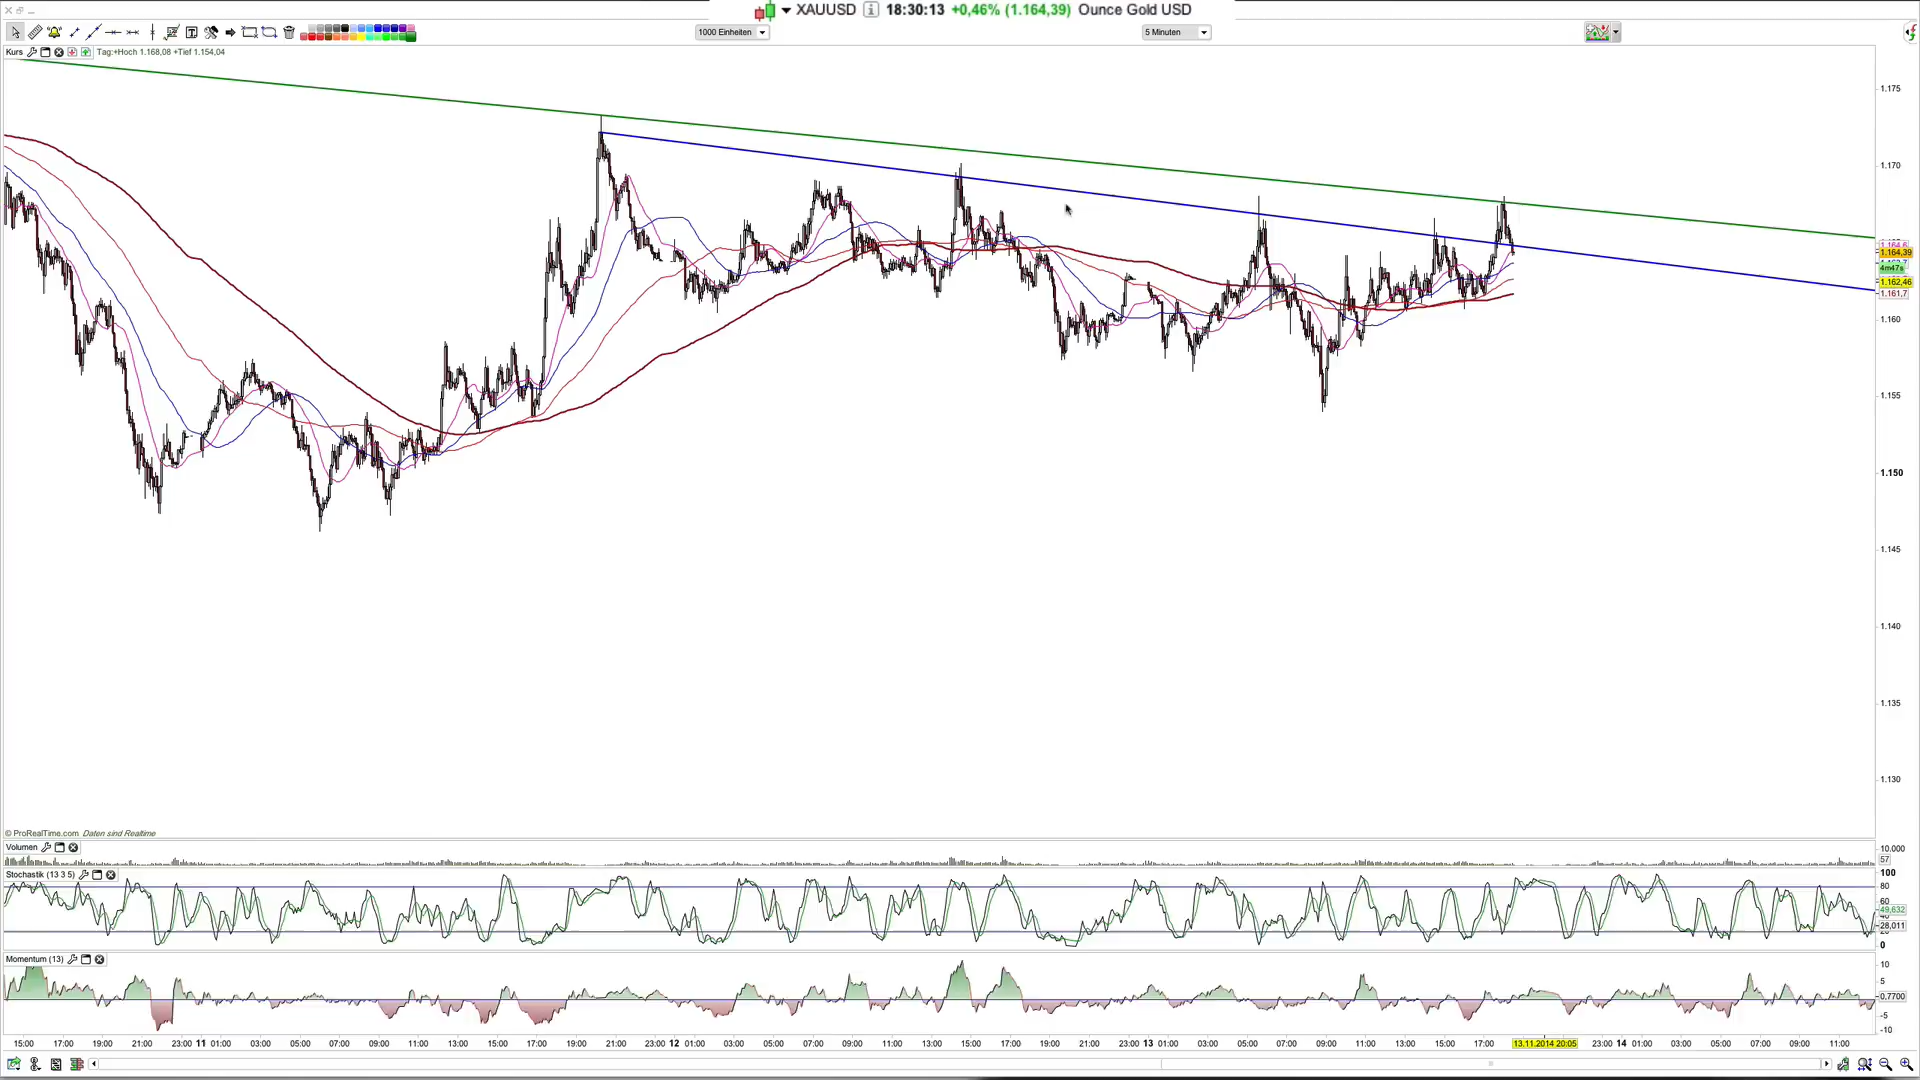 XAUUSD 18:30:13 +0,46% (1.164,39) Ounce Gold USD
1000 Einheiten
5 Minuten
Kurs Tag:+Hoch 1.168,08 +Tief 1.154,04
1.175
1.170
1.164,6
1.164,39
4m47s
1.162,46
1.161,7
1.160
1.155
1.150
1.145
1.140
1.135
1.130
© ProRealTime.com Daten sind Realtime
Volumen
10.000
57
Stochastik (13 3 5)
100
80
60
49,632
28,011
0
Momentum (13)
10
5
0.7700
-5
-10
15:00 17:00 19:00 21:00 23:00 11 01:00 03:00 05:00 07:00 09:00 11:00 13:00 15:00 17:00 19:00 21:00 23:00 12 01:00 03:00 05:00 07:00 09:00 11:00 13:00 15:00 17:00 19:00 21:00 23:00 13 01:00 03:00 05:00 07:00 09:00 11:00 13:00 15:00 17:00 13.11.2014 20:05 23:00 14 01:00 03:00 05:00 07:00 09:00 11:00